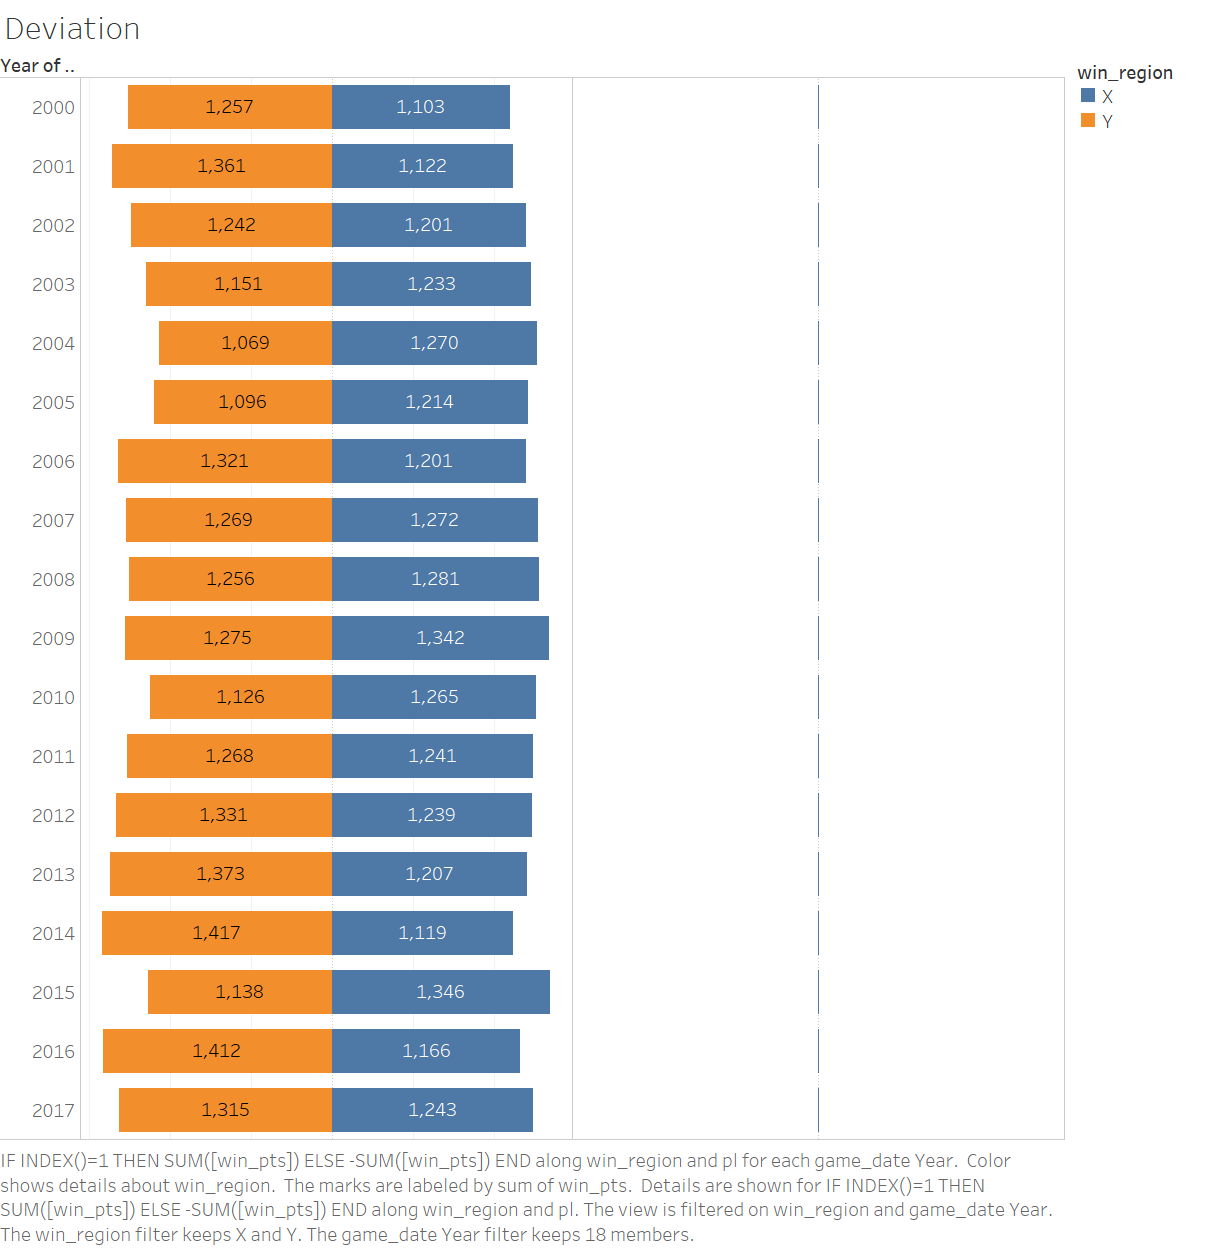 Deviation
Year of ..
win_region
X
Y
2000 1,257 1,103
2001 1,361 1,122
2002 1,242 1,201
2003 1,151 1,233
2004 1,069 1,270
2005 1,096 1,214
2006 1,321 1,201
2007 1,269 1,272
2008 1,256 1,281
2009 1,275 1,342
2010 1,126 1,265
2011 1,268 1,241
2012 1,331 1,239
2013 1,373 1,207
2014 1,417 1,119
2015 1,138 1,346
2016 1,412 1,166
2017 1,315 1,243
IF INDEX()=1 THEN SUM([win_pts]) ELSE -SUM([win_pts]) END along win_region and pl for each game_date Year.  Color
shows details about win_region.  The marks are labeled by sum of win_pts.  Details are shown for IF INDEX()=1 THEN
SUM([win_pts]) ELSE -SUM([win_pts]) END along win_region and pl. The view is filtered on win_region and game_date Year.
The win_region filter keeps X and Y. The game_date Year filter keeps 18 members.